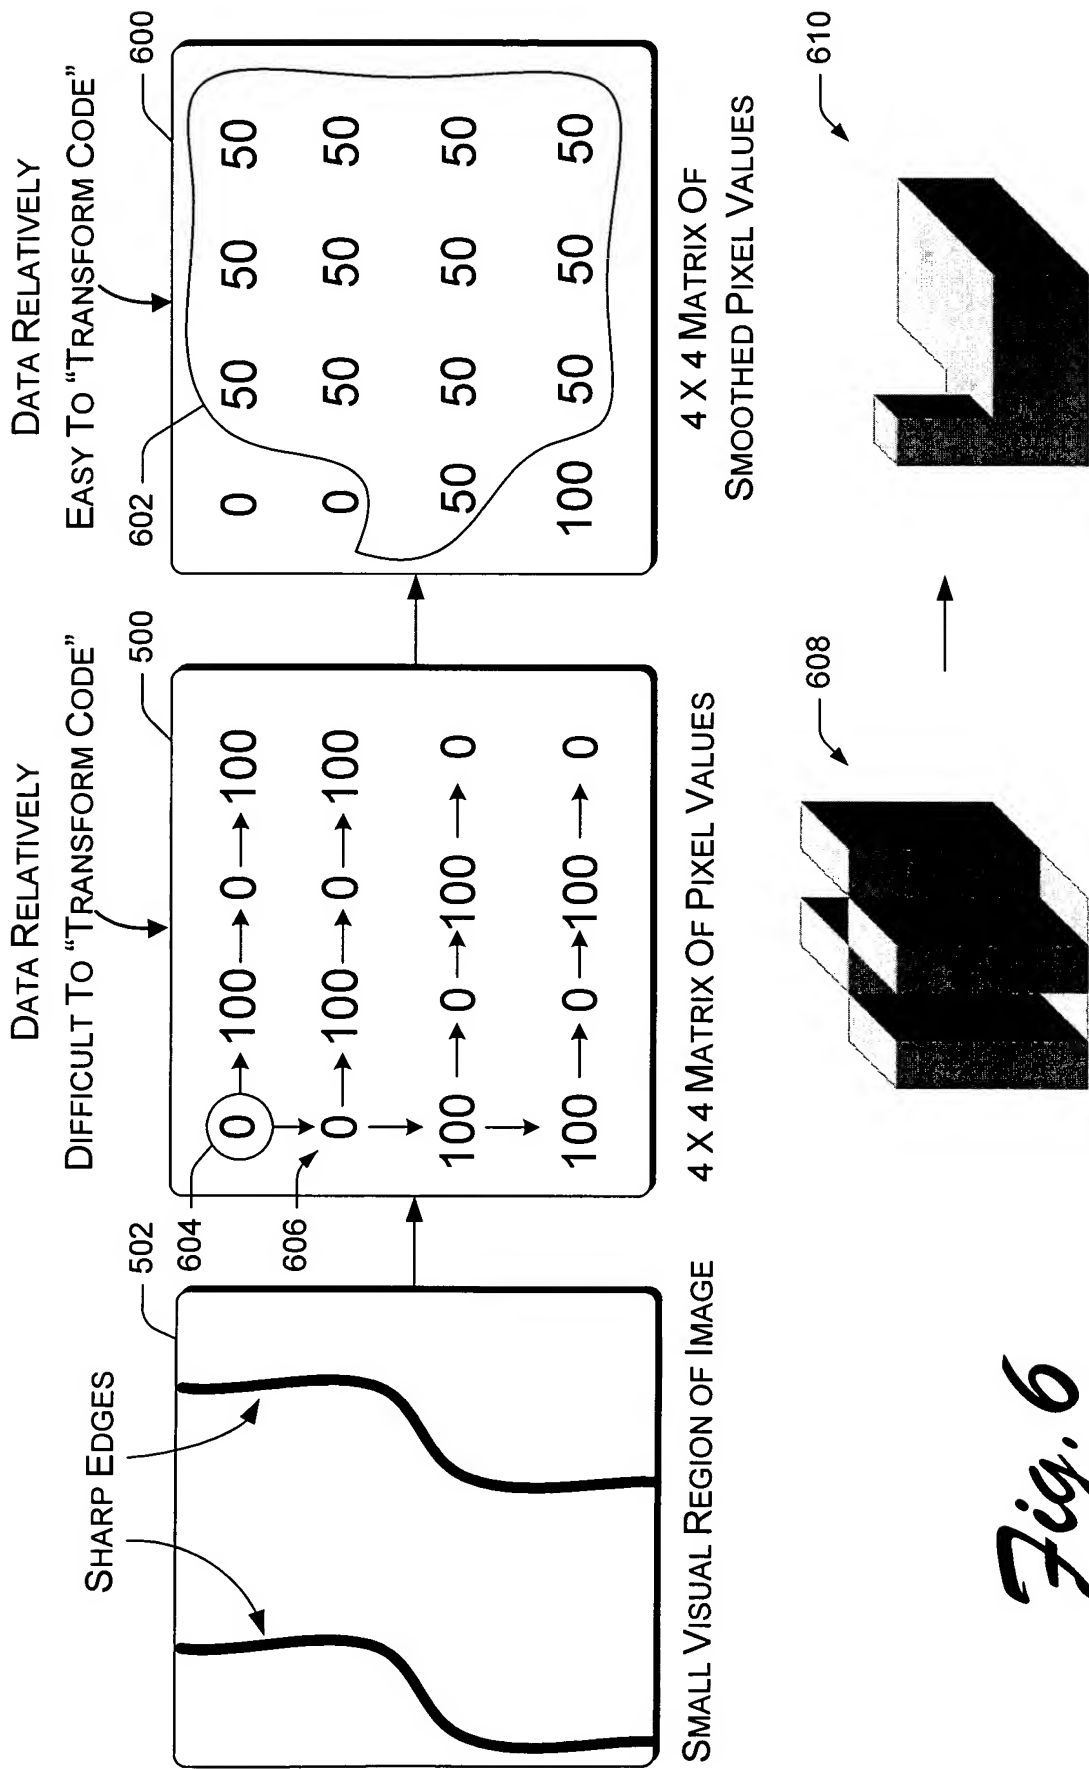 SHARP EDGES
502
SMALL VISUAL REGION OF IMAGE
DATA RELATIVELY
DIFFICULT TO “TRANSFORM CODE”
500
604
606
0 100 0 100
0 100 0 100
100 0 100 0
100 0 100 0
4 X 4 MATRIX OF PIXEL VALUES
DATA RELATIVELY
EASY TO “TRANSFORM CODE”
600
602
0 50 50 50
0 50 50 50
50 50 50 50
100 50 50 50
4 X 4 MATRIX OF
SMOOTHED PIXEL VALUES
608
610
Fig. 6